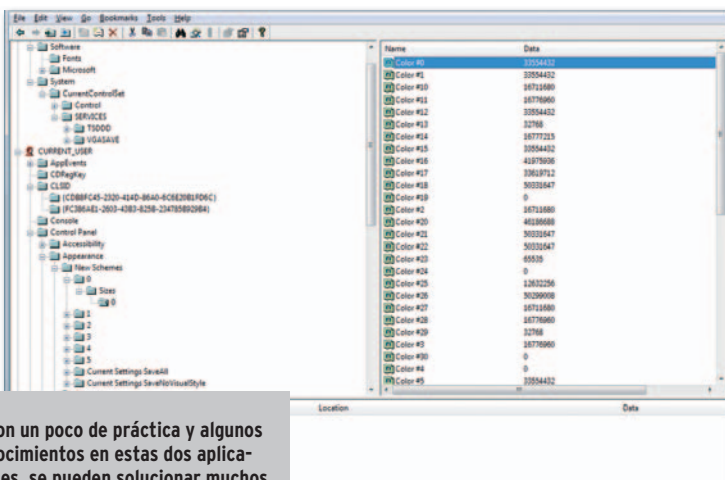 File Edit View Go Bookmarks Tools Help
Software
Fonts
Microsoft
System
CurrentControlSet
Control
SERVICES
TSDDD
VGASAVE
CURRENT_USER
AppEvents
CDRegKey
CLSID
Console
Control Panel
Accessibility
Appearance
New Schemes
0
Sizes
0
1
2
3
4
5
Current Settings SaveAll
Current Settings SaveNoVisualStyle
Name Data
Color #0 33554432
Color #1 33554432
Color #10 16711680
Color #11 16776960
Color #12 33554432
Color #13 32768
Color #14 16777215
Color #15 33554432
Color #16 41975936
Color #17 33619712
Color #18 50331647
Color #19 0
Color #2 16711680
Color #20 46186688
Color #21 50331647
Color #22 50331647
Color #23 65535
Color #24 0
Color #25 12632256
Color #26 50299008
Color #27 16711680
Color #28 16776960
Color #29 32768
Color #3 16776960
Color #30 0
Color #4 0
Color #5 33554432
Location Data
on un poco de práctica y algunos
ocimientos en estas dos aplica-
es, se pueden solucionar muchos